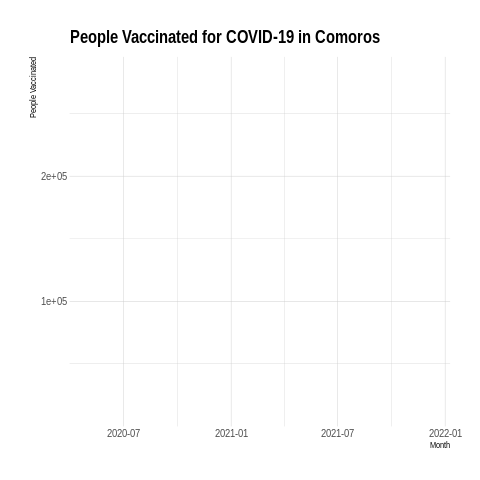 People Vaccinated for COVID-19 in Comoros
People Vaccinated
2e+05
1e+05
2020-07
2021-01
2021-07
2022-01
Month